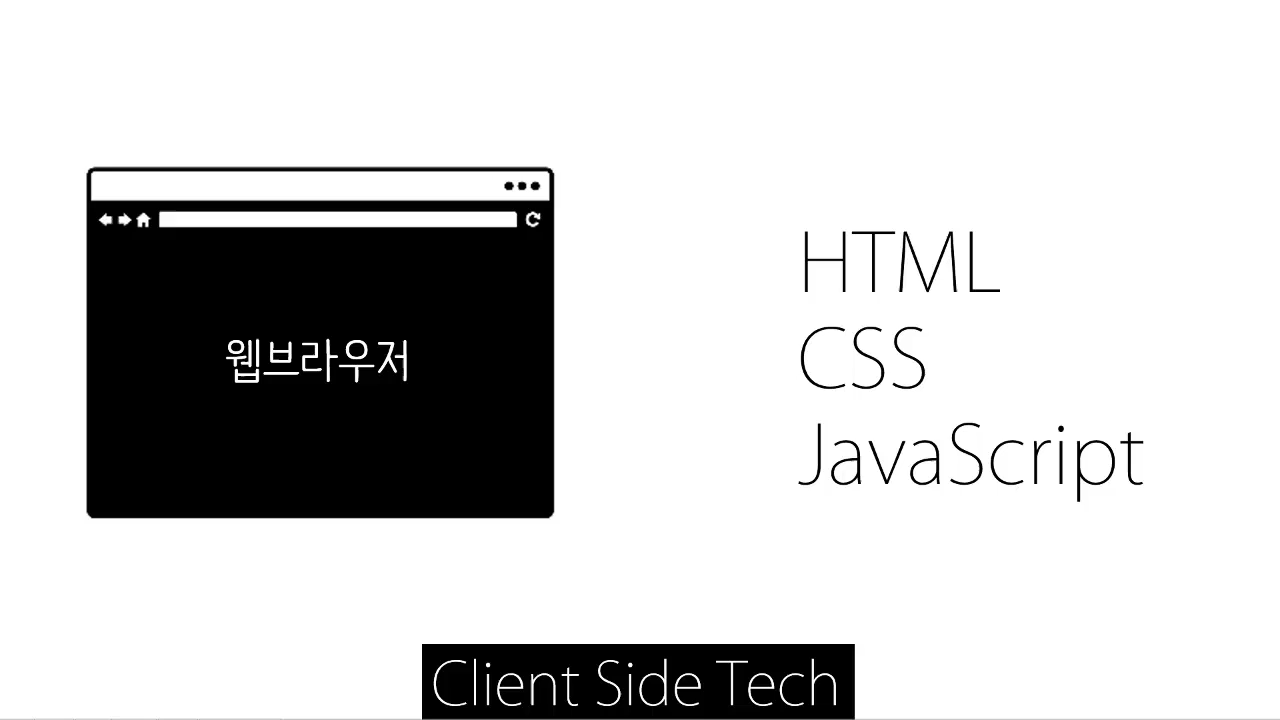 웹브라우저
HTML
CSS
JavaScript
Client Side Tech